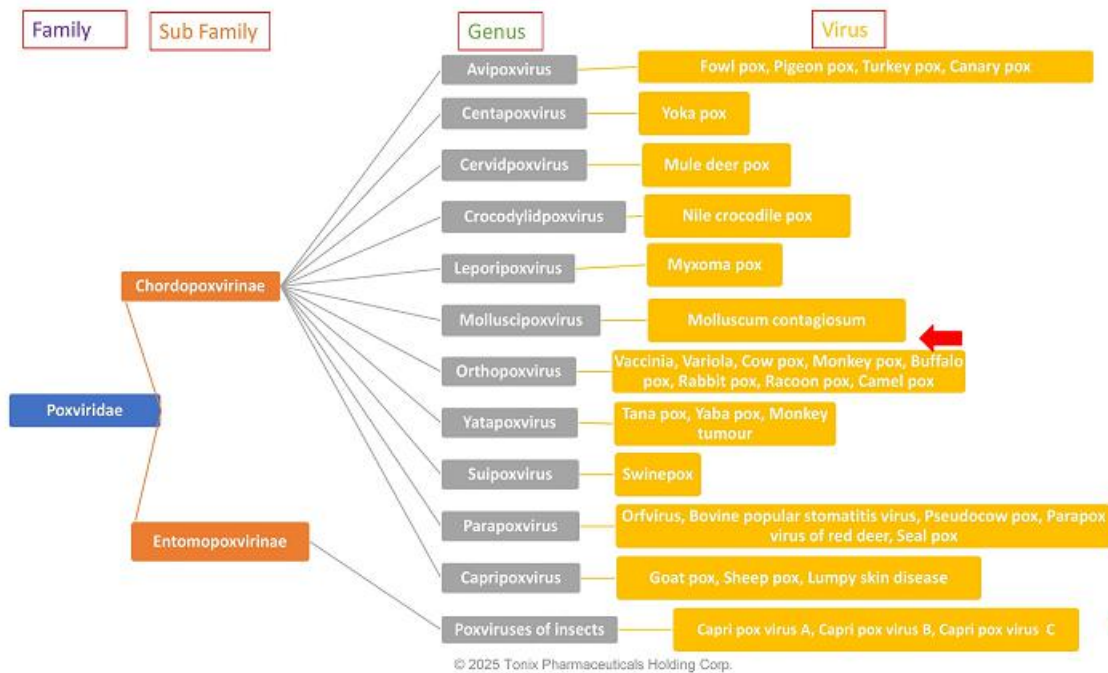 Family Sub Family Genus Virus
Avipoxvirus Fowl pox, Pigeon pox, Turkey pox, Canary pox
Centapoxvirus Yoka pox
Cervidpoxvirus Mule deer pox
Crocodylidpoxvirus Nile crocodile pox
Leporipoxvirus Myxoma pox
Chordopoxvirinae
Molluscipoxvirus Molluscum contagiosum
Orthopoxvirus Vaccinia, Variola, Cow pox, Monkey pox, Buffalo
pox, Rabbit pox, Racoon pox, Camel pox
Poxviridae
Yatapoxvirus Tana pox, Yaba pox, Monkey
tumour
Suipoxvirus Swinepox
Parapoxvirus Orfvirus, Bovine popular stomatitis virus, Pseudocow pox, Parapox
virus of red deer, Seal pox
Entomopoxvirinae
Capripoxvirus Goat pox, Sheep pox, Lumpy skin disease
Poxviruses of insects Capri pox virus A, Capri pox virus B, Capri pox virus C
© 2025 Tonix Pharmaceuticals Holding Corp.